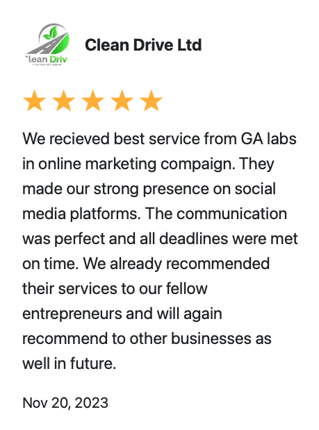 Clean Drive Ltd
lean Driv
We recieved best service from GA labs
in online marketing compaign. They
made our strong presence on social
media platforms. The communication
was perfect and all deadlines were met
on time. We already recommended
their services to our fellow
entrepreneurs and will again
recommend to other businesses as
well in future.
Nov 20, 2023